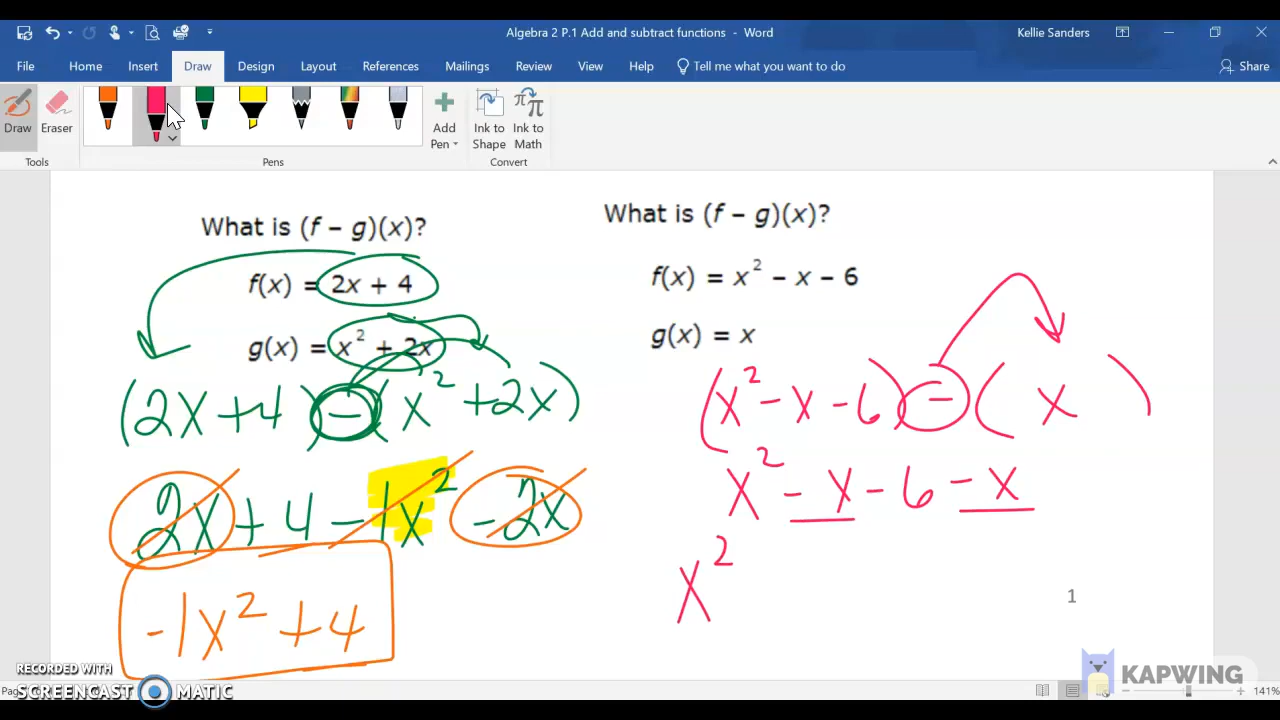 Algebra 2 P.1 Add and subtract functions - Word
Kellie Sanders
File Home Insert Draw Design Layout References Mailings Review View Help Tell me what you want to do Share
Draw Eraser Add Pen Ink to Shape Ink to Math
Tools Pens Convert
What is (f – g)(x)?
f(x) = 2x + 4
g(x) = x² + 2x
(2x + 4) - (x² + 2x)
2x + 4 - 1x² - 2x
-1x² + 4
What is (f – g)(x)?
f(x) = x² – x – 6
g(x) = x
(x² - x - 6) - (x)
x² - x - 6 - x
x²
1
RECORDED WITH
SCREENCAST MATIC
KAPWING
141%